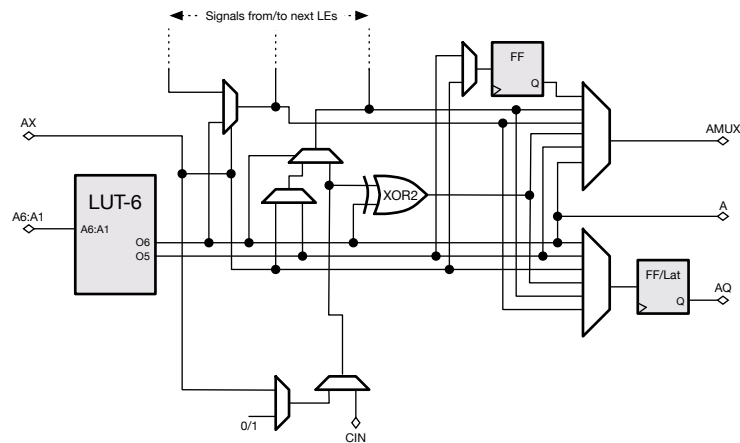 Signals from/to next LEs
FF
Q
AX
AMUX
LUT-6
XOR2
A6:A1
A6:A1
A
O6
O5
FF/Lat
Q
AQ
0/1
CIN